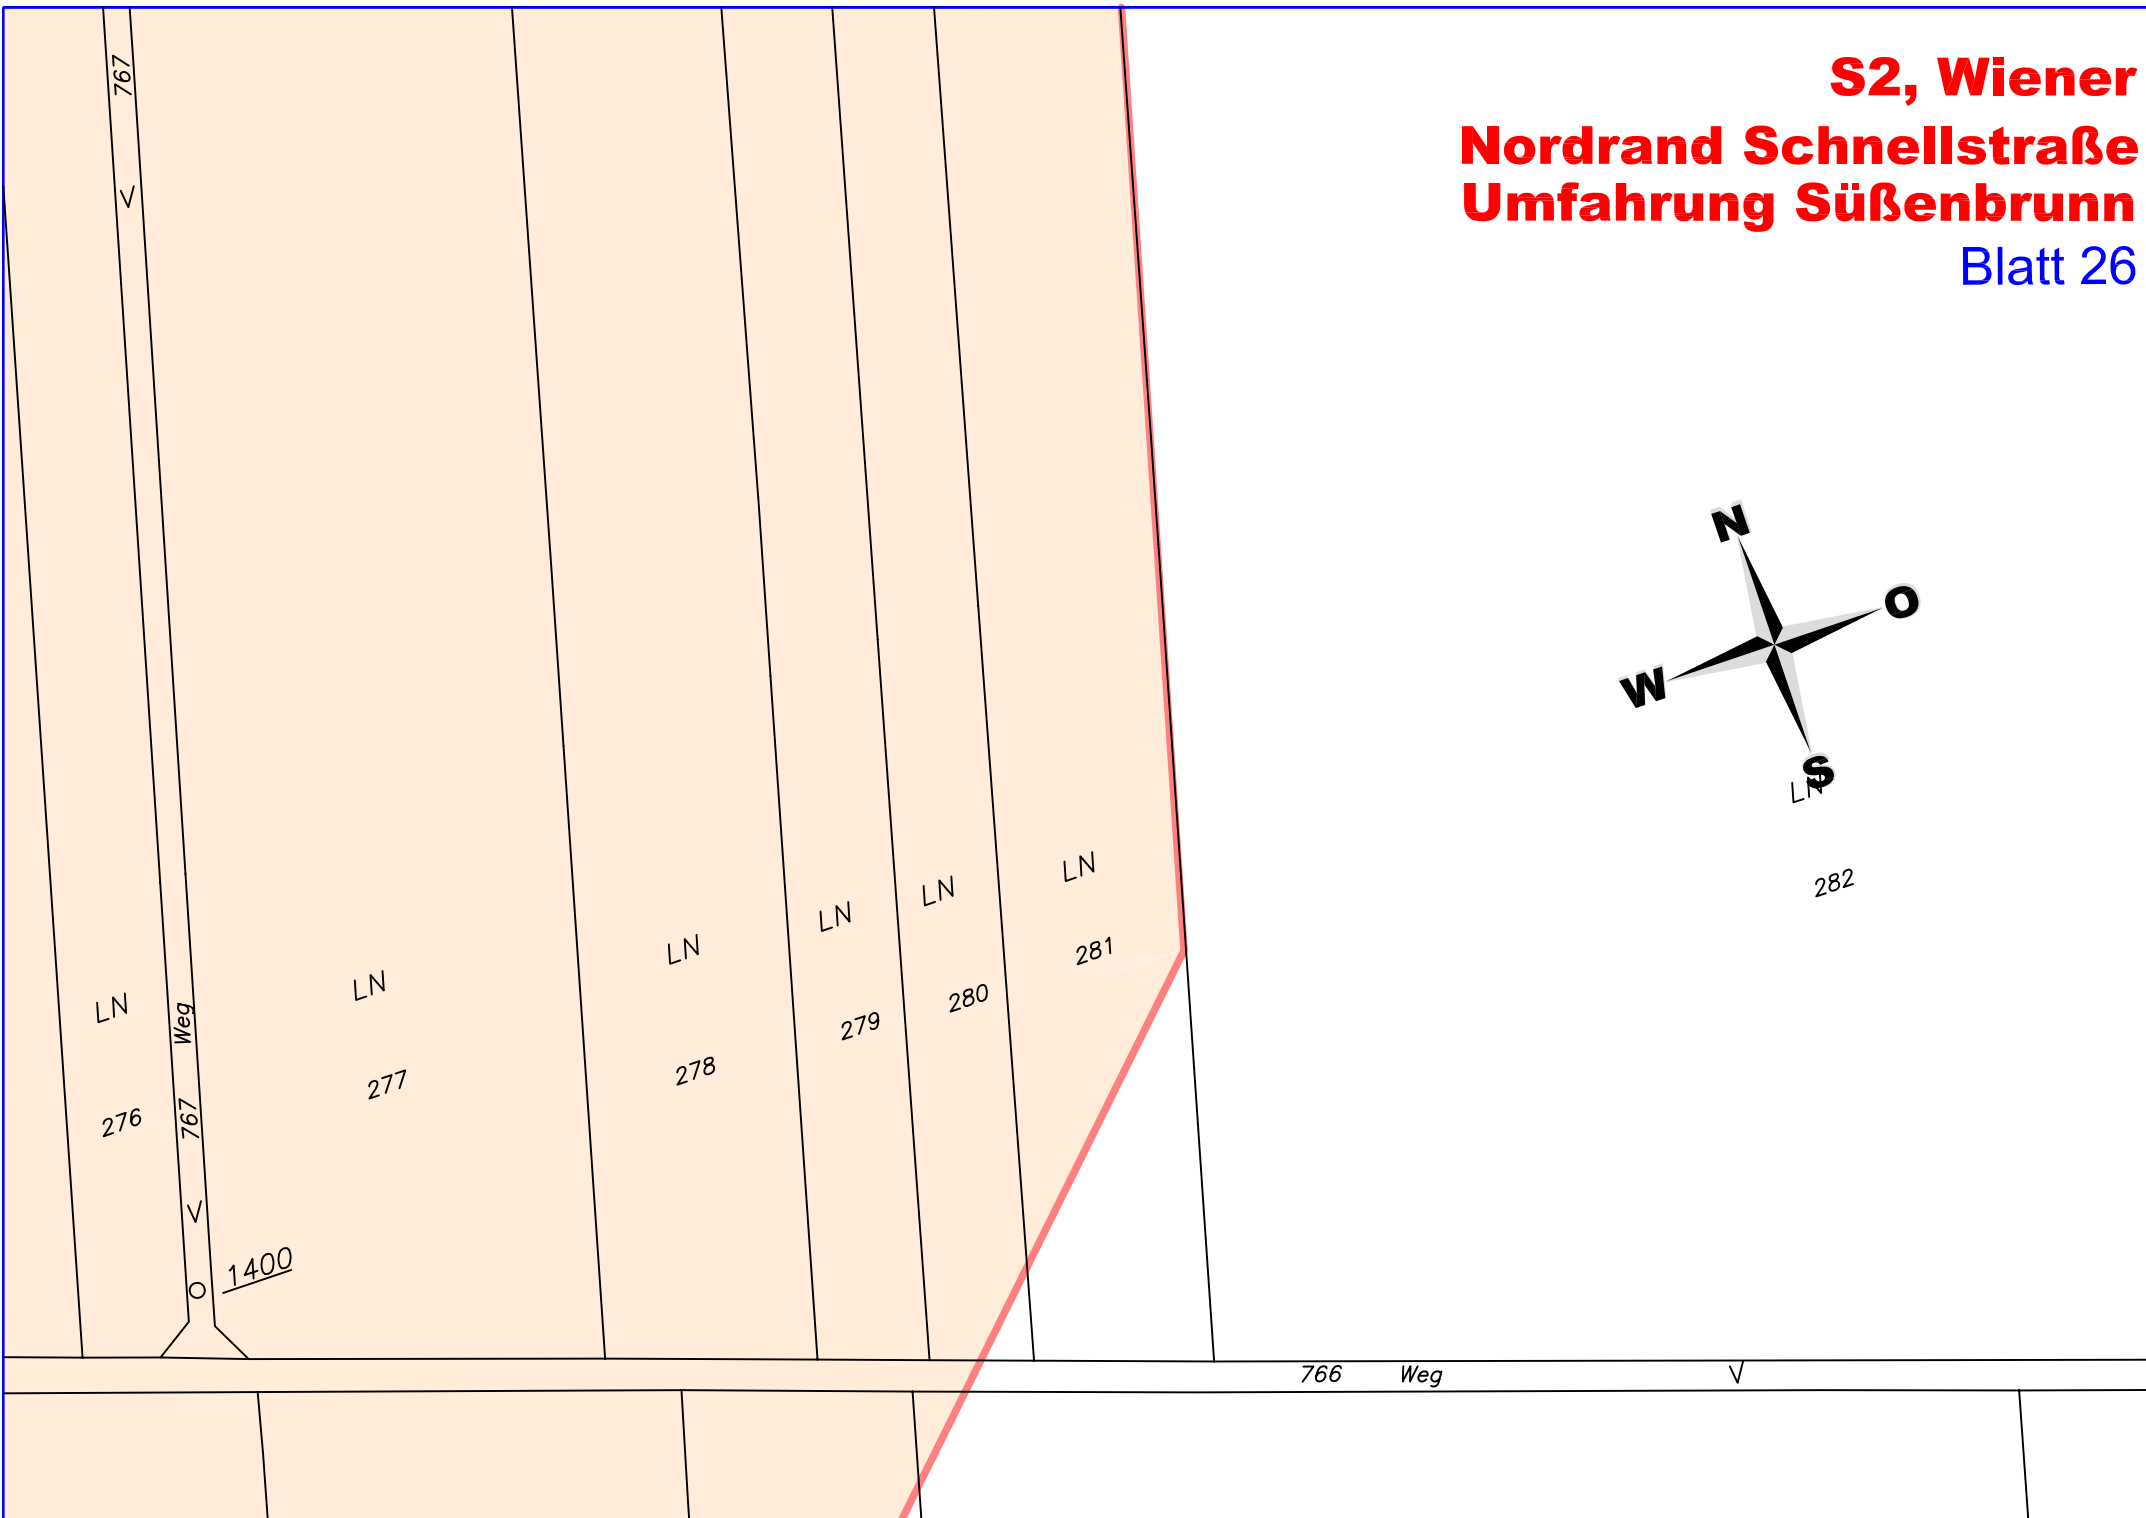 S2, Wiener
Nordrand Schnellstraße
Umfahrung Süßenbrunn
Blatt 26
767
N
O
W
S
LN
282
LN
281
LN
280
LN
279
LN
278
LN
277
LN
276
Weg
767
1400
766 Weg